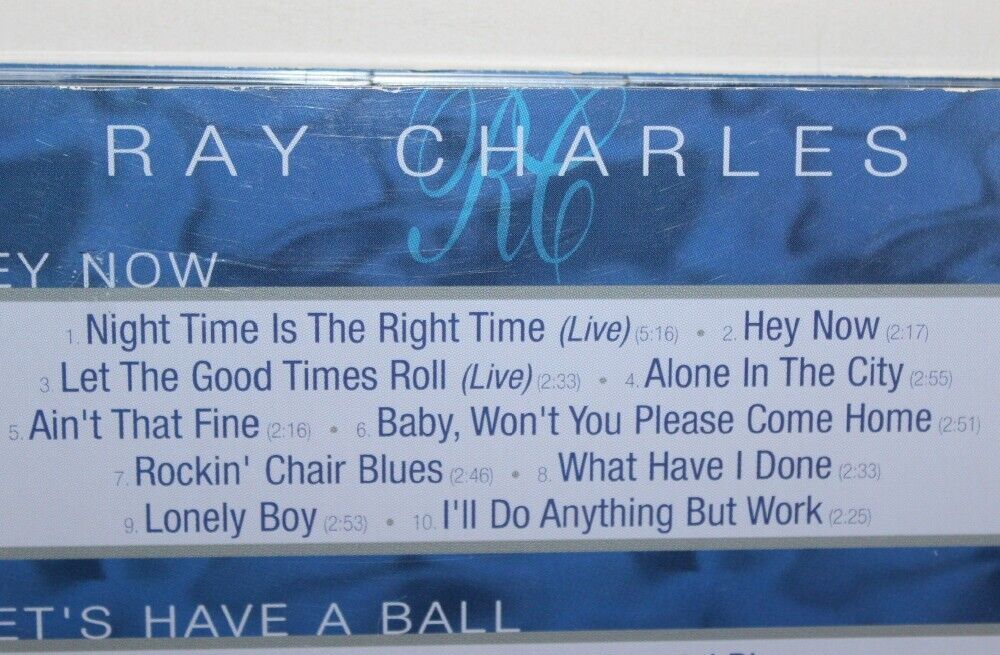 RAY CHARLES
RC
EY NOW
1. Night Time Is The Right Time (Live) (5:16) • 2. Hey Now (2:17)
3. Let The Good Times Roll (Live) (2:33) • 4. Alone In The City (2:55)
5. Ain't That Fine (2:16) • 6. Baby, Won't You Please Come Home (2:51)
7. Rockin' Chair Blues (2:46) • 8. What Have I Done (2:33)
9. Lonely Boy (2:53) • 10. I'll Do Anything But Work (2:25)
ET'S HAVE A BALL